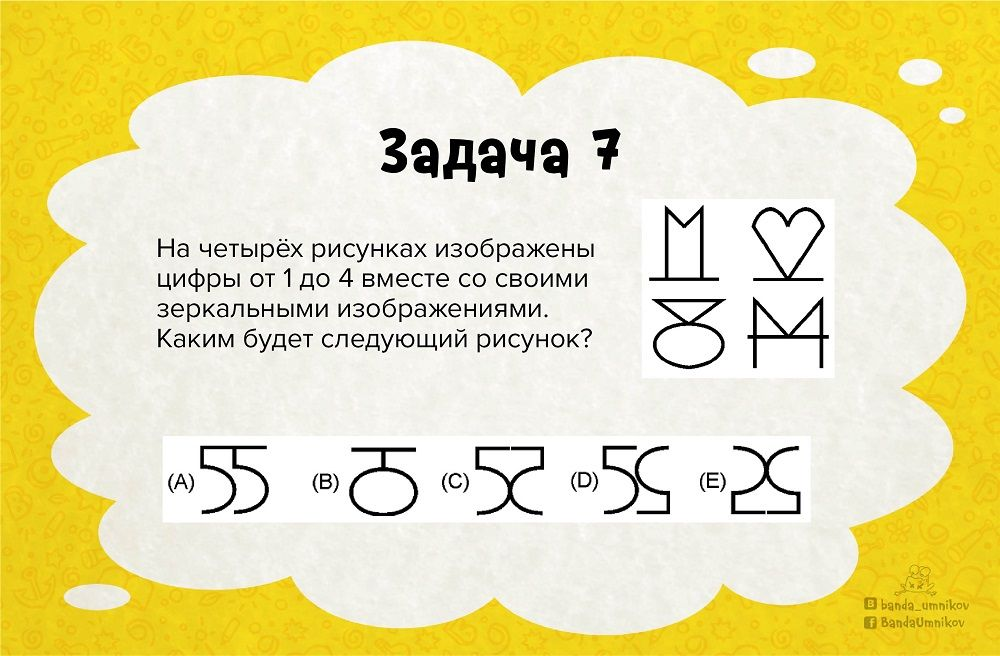 Задача 7
На четырёх рисунках изображены
цифры от 1 до 4 вместе со своими
зеркальными изображениями.
Каким будет следующий рисунок?
(A) (B) (C) (D) (E)
banda_umnikov
BandaUmnikov